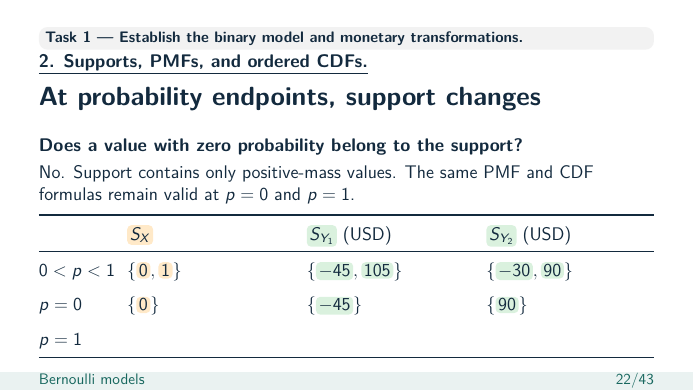 Task 1 — Establish the binary model and monetary transformations.
2. Supports, PMFs, and ordered CDFs.
At probability endpoints, support changes
Does a value with zero probability belong to the support?
No. Support contains only positive-mass values. The same PMF and CDF
formulas remain valid at p = 0 and p = 1.
S_X S_{Y_1} (USD) S_{Y_2} (USD)
0 < p < 1 {0, 1} {−45, 105} {−30, 90}
p = 0 {0} {−45} {90}
p = 1
Bernoulli models 22/43